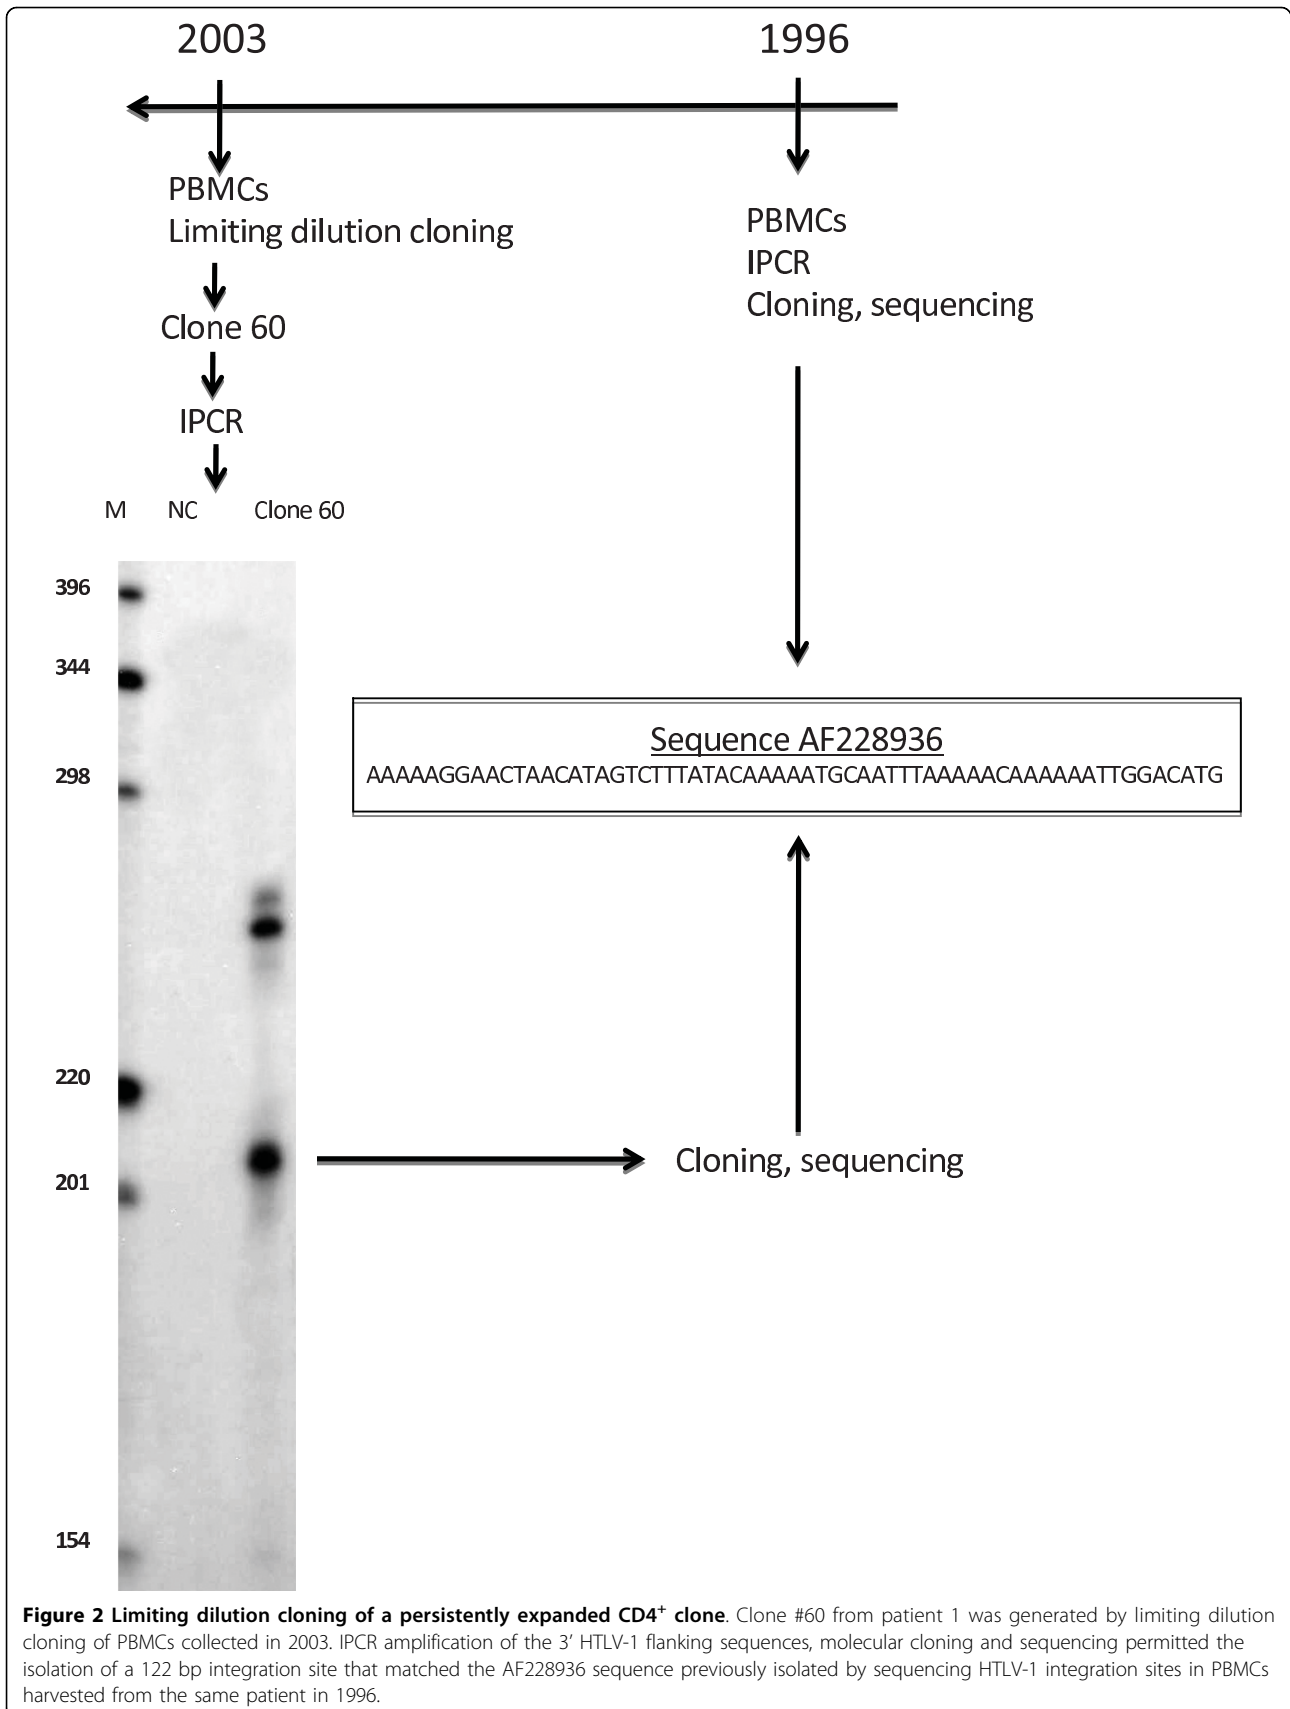 2003
1996
PBMCs
Limiting dilution cloning
Clone 60
IPCR
PBMCs
IPCR
Cloning, sequencing
M NC Clone 60
396
344
298
220
201
154
Sequence AF228936
AAAAAGGAACTAACATAGTCTTTATACAAAAATGCAATTTAAAAACAAAAAATTGGACATG
Cloning, sequencing
Figure 2 Limiting dilution cloning of a persistently expanded CD4⁺ clone. Clone #60 from patient 1 was generated by limiting dilution
cloning of PBMCs collected in 2003. IPCR amplification of the 3’ HTLV-1 flanking sequences, molecular cloning and sequencing permitted the
isolation of a 122 bp integration site that matched the AF228936 sequence previously isolated by sequencing HTLV-1 integration sites in PBMCs
harvested from the same patient in 1996.